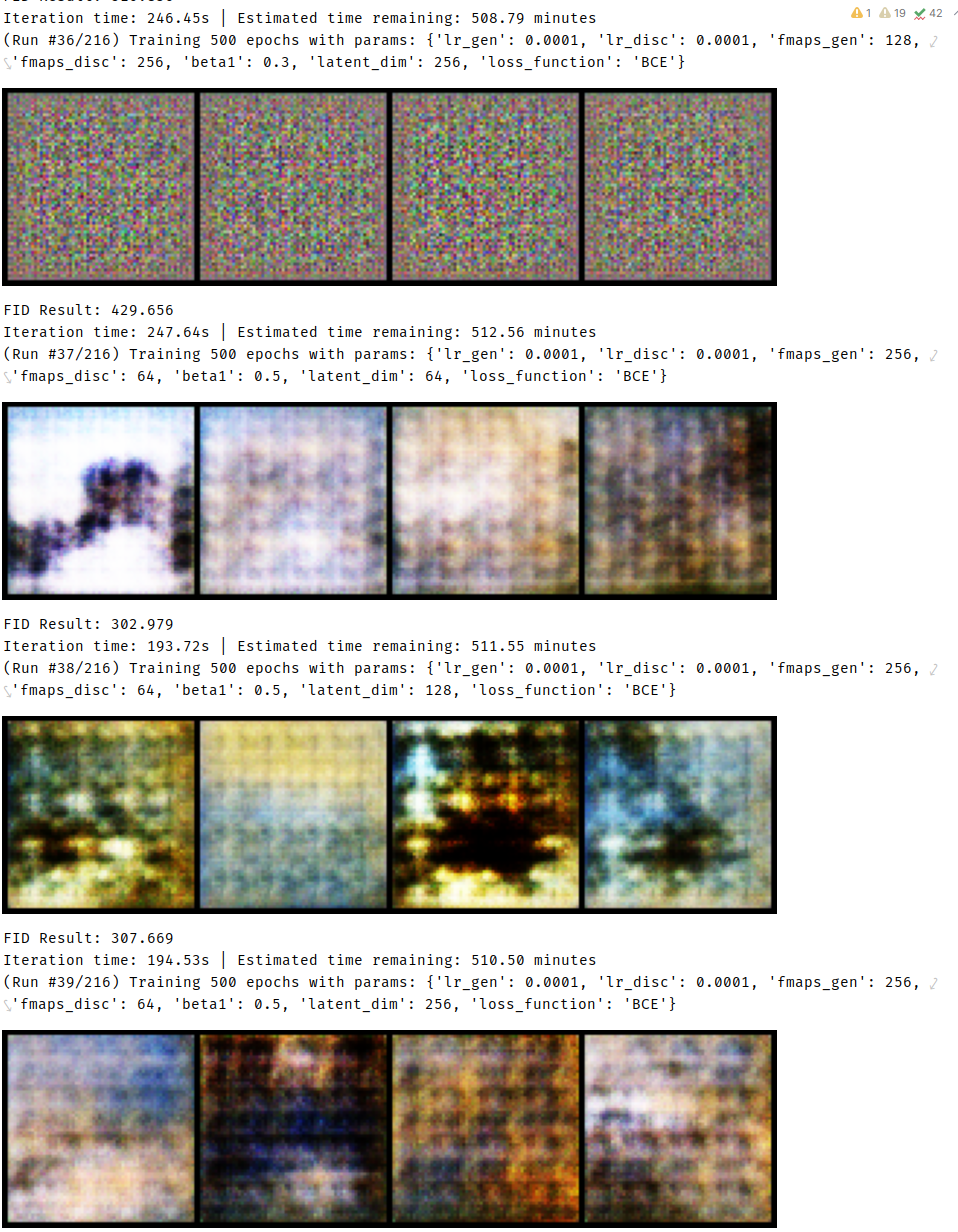 Iteration time: 246.45s | Estimated time remaining: 508.79 minutes
1 19 42
(Run #36/216) Training 500 epochs with params: {'lr_gen': 0.0001, 'lr_disc': 0.0001, 'fmaps_gen': 128,
'fmaps_disc': 256, 'beta1': 0.3, 'latent_dim': 256, 'loss_function': 'BCE'}
FID Result: 429.656
Iteration time: 247.64s | Estimated time remaining: 512.56 minutes
(Run #37/216) Training 500 epochs with params: {'lr_gen': 0.0001, 'lr_disc': 0.0001, 'fmaps_gen': 256,
'fmaps_disc': 64, 'beta1': 0.5, 'latent_dim': 64, 'loss_function': 'BCE'}
FID Result: 302.979
Iteration time: 193.72s | Estimated time remaining: 511.55 minutes
(Run #38/216) Training 500 epochs with params: {'lr_gen': 0.0001, 'lr_disc': 0.0001, 'fmaps_gen': 256,
'fmaps_disc': 64, 'beta1': 0.5, 'latent_dim': 128, 'loss_function': 'BCE'}
FID Result: 307.669
Iteration time: 194.53s | Estimated time remaining: 510.50 minutes
(Run #39/216) Training 500 epochs with params: {'lr_gen': 0.0001, 'lr_disc': 0.0001, 'fmaps_gen': 256,
'fmaps_disc': 64, 'beta1': 0.5, 'latent_dim': 256, 'loss_function': 'BCE'}